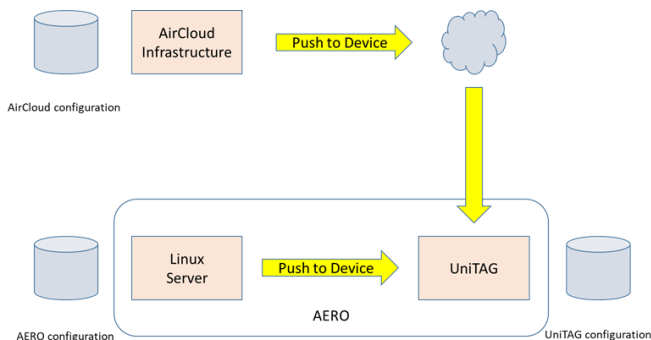 AirCloud
Infrastructure
Push to Device
AirCloud configuration
Linux
Server
Push to Device
UniTAG
AERO
AERO configuration
UniTAG configuration